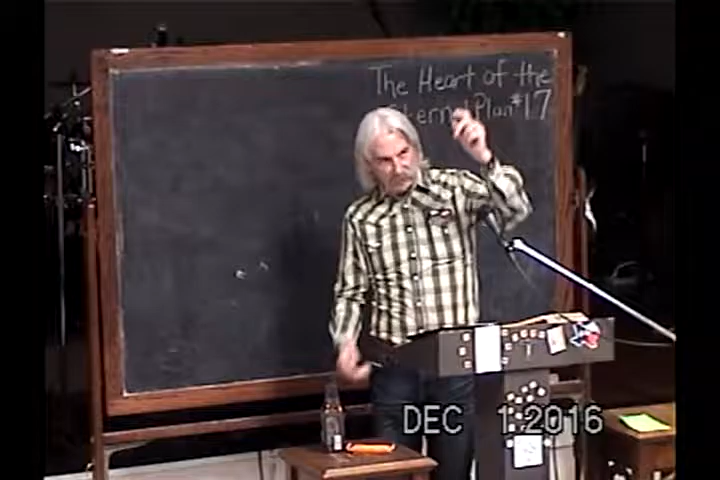 The Heart of the
Eternal Plan #17
DEC 1 2016